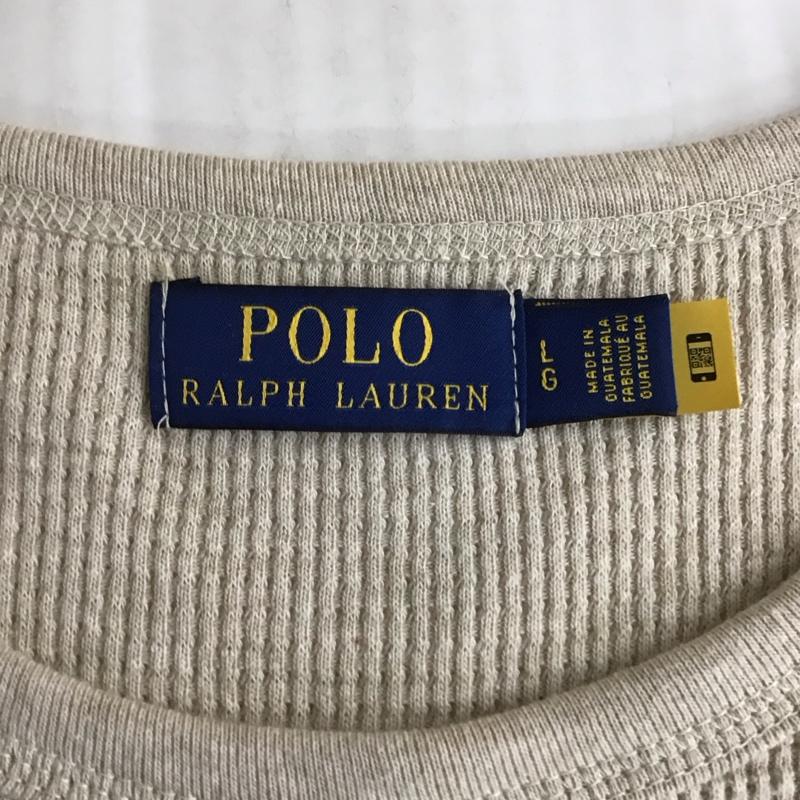 POLO
RALPH LAUREN
L
G
MADE IN
GUATEMALA
FABRIQUÉ AU
GUATEMALA